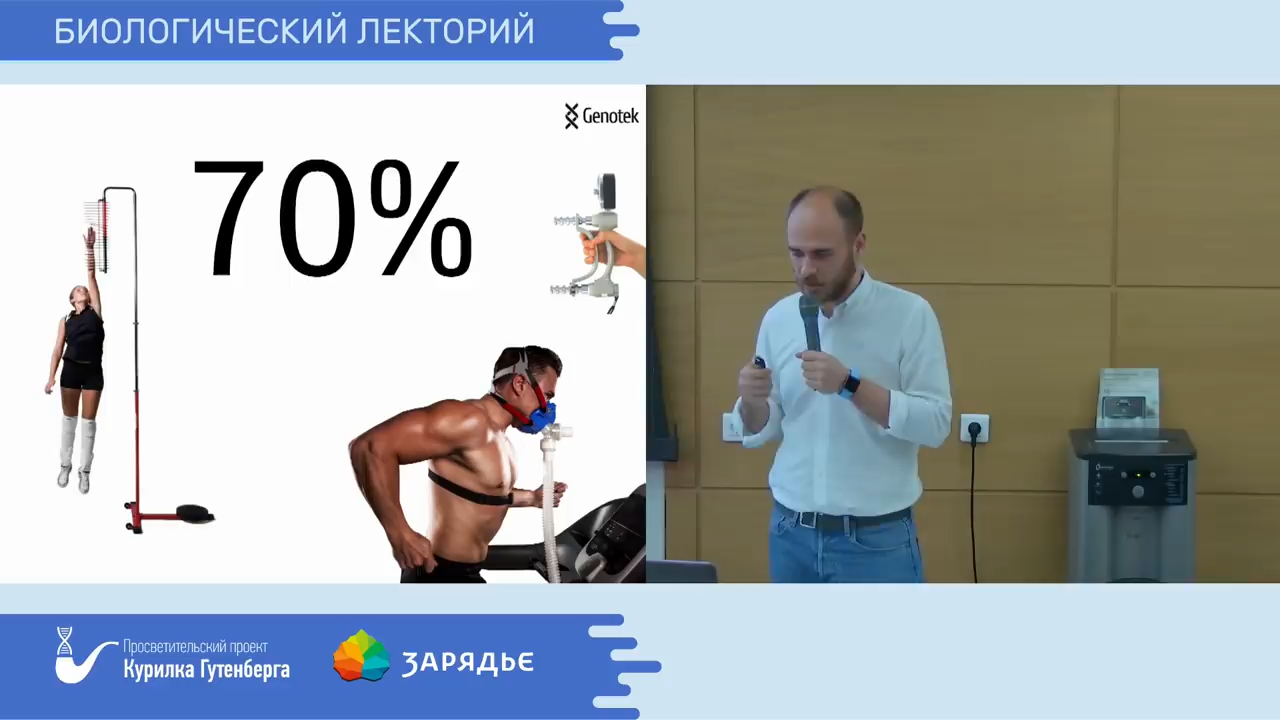 БИОЛОГИЧЕСКИЙ ЛЕКТОРИЙ
Genotek
70%
Просветительский проект
Курилка Гутенберга
ЗАРЯДЬЕ